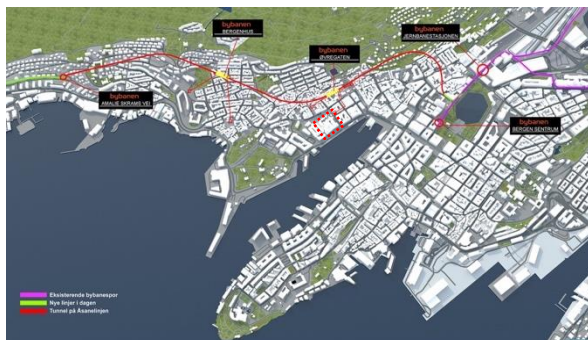 bybanen
BERGENHUS
bybanen
ØVREGATEN
bybanen
JERNBANESTASJONEN
bybanen
AMALIE SKRAMS VEI
bybanen
BERGEN SENTRUM
Eksisterende bybanespor
Nye linjer i dagen
Tunnel på Åsanelinjen